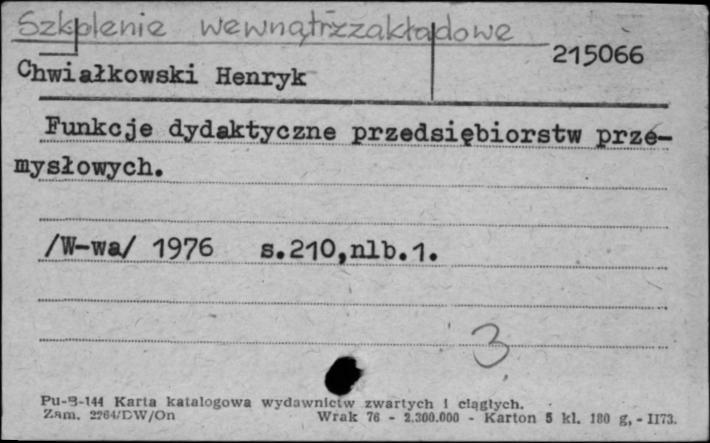 Szkolenie wewnątrzzakładowe
215066
Chwiałkowski Henryk
Funkcje dydaktyczne przedsiębiorstw prze-
mysłowych.
/W-wa/ 1976 s.210,nlb.1.
3
Pu-B-144 Karta katalogowa wydawnictw zwartych i ciągłych.
Zam. 2264/DW/On Wrak 76 - 2.300.000 - Karton 5 kl. 180 g, - II73.